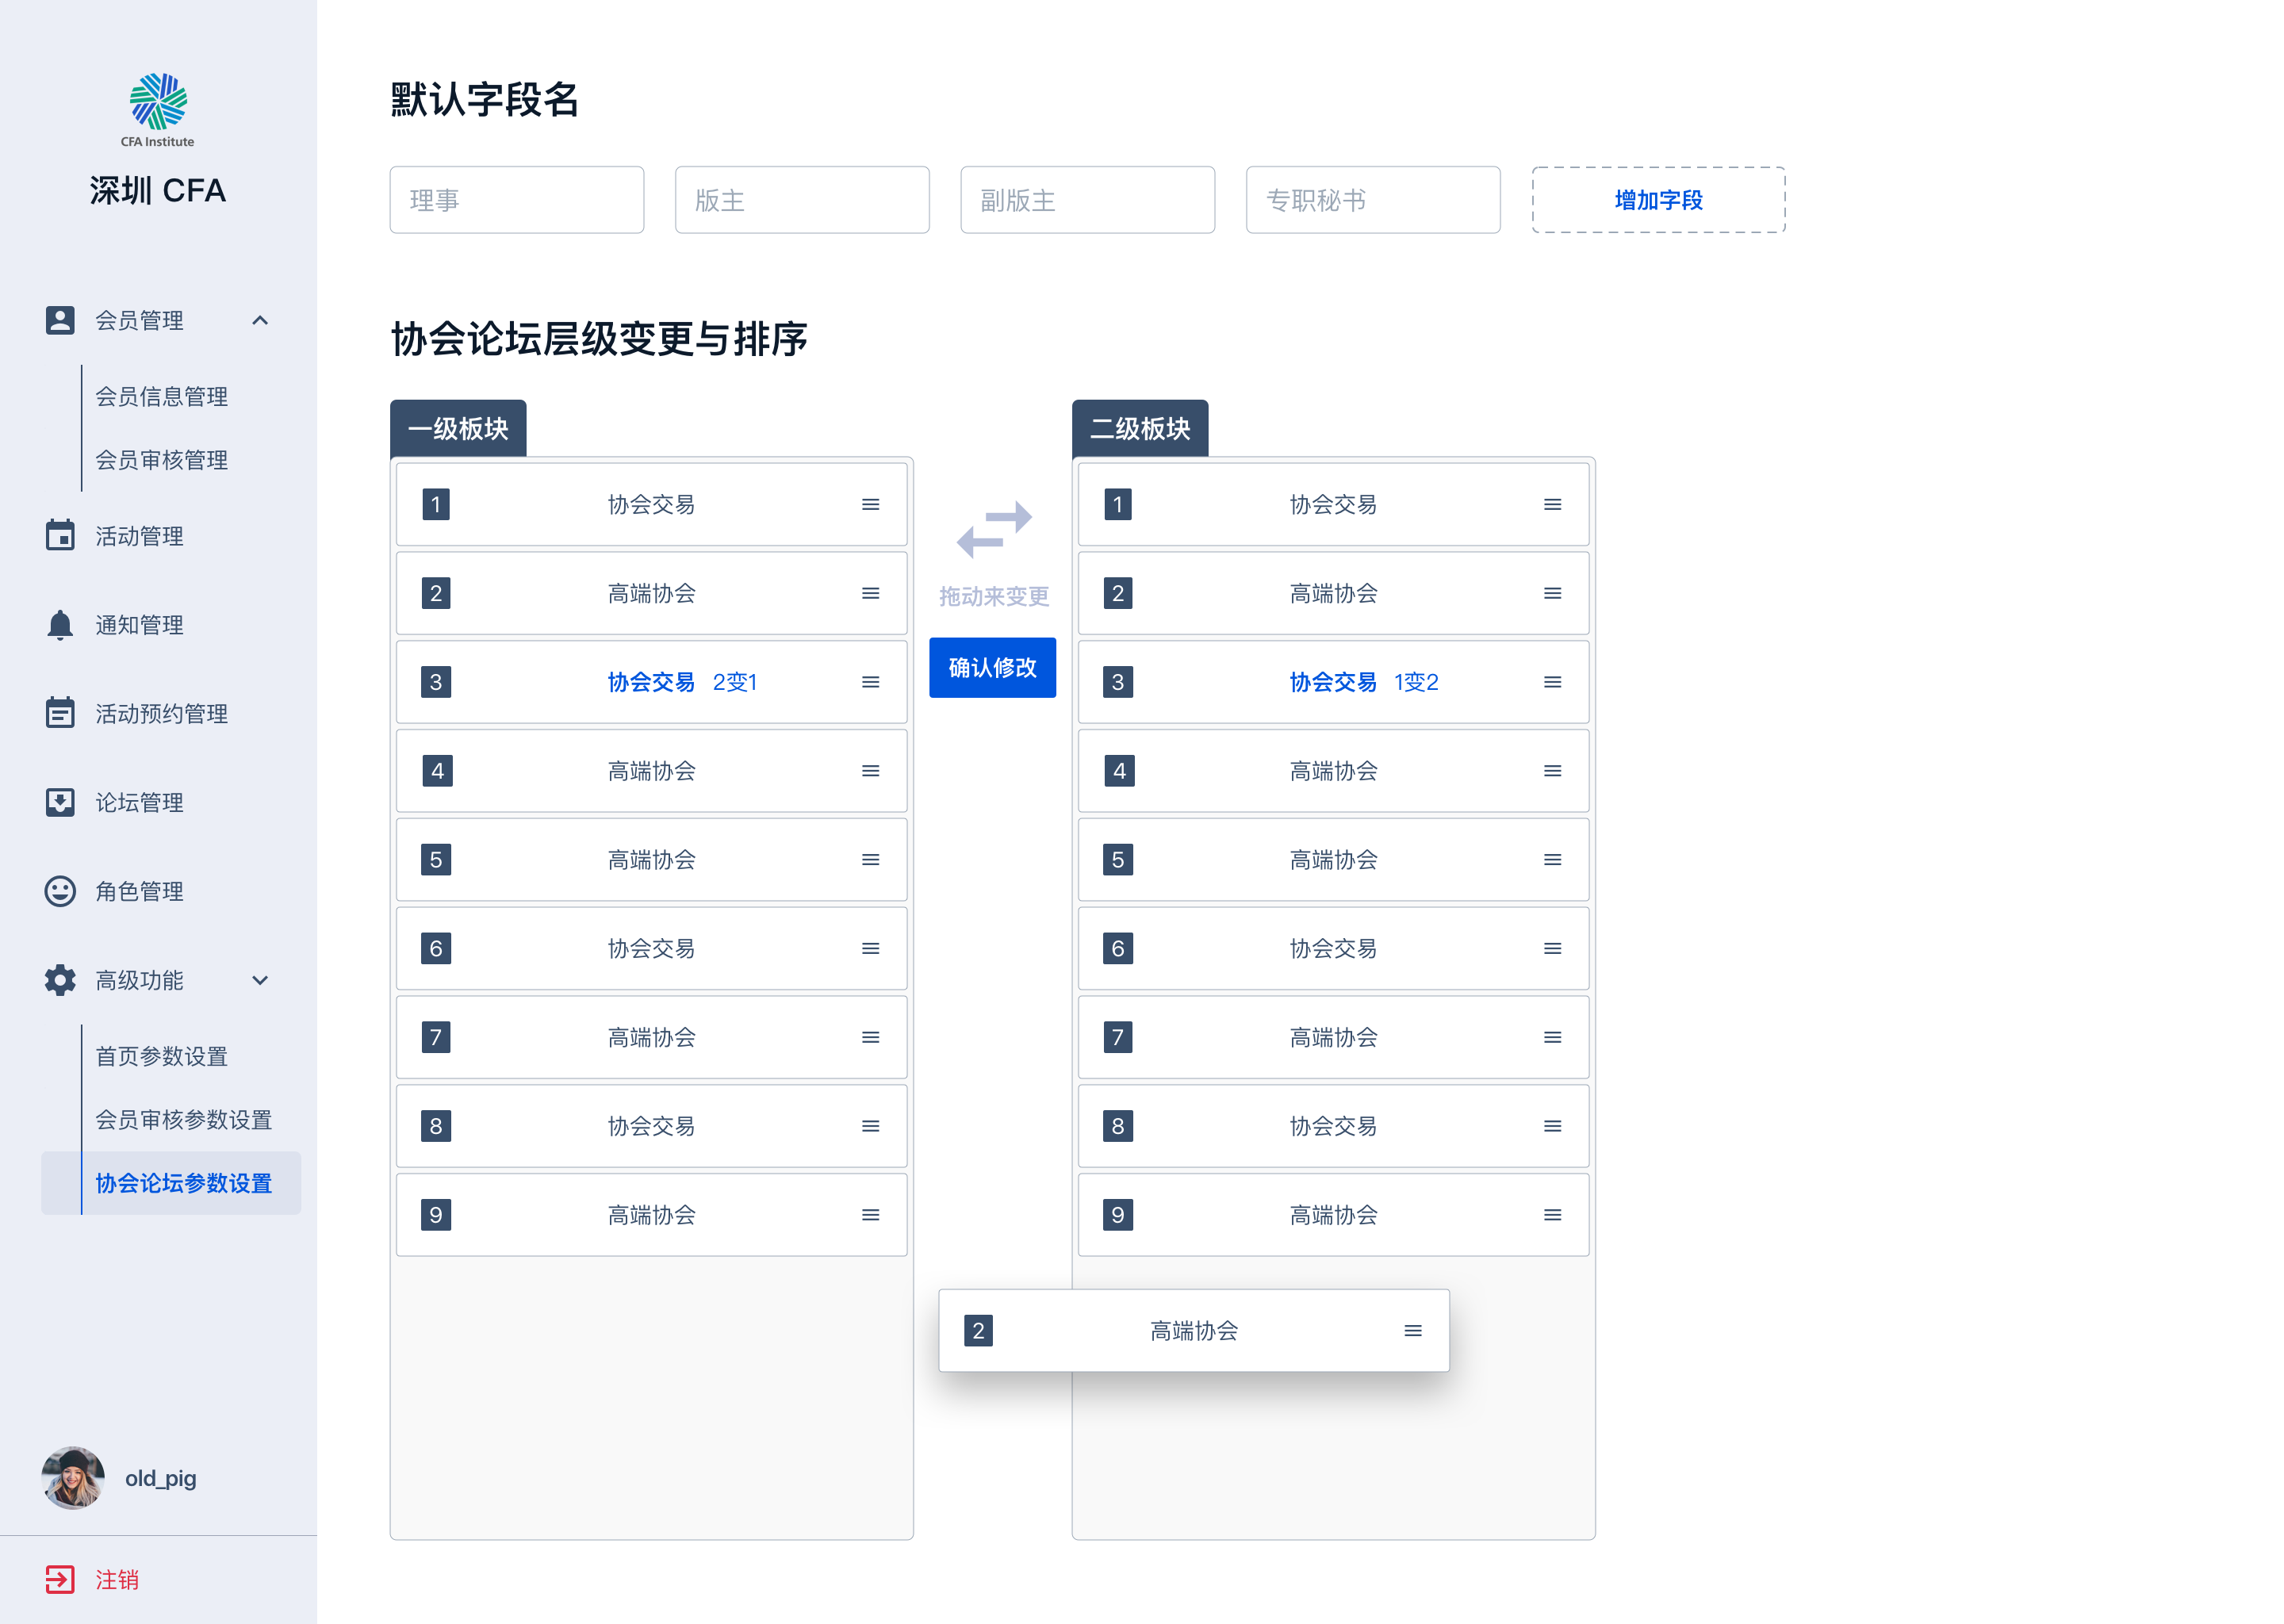 CFA Institute
深圳 CFA
会员管理
会员信息管理
会员审核管理
活动管理
通知管理
活动预约管理
论坛管理
角色管理
高级功能
首页参数设置
会员审核参数设置
协会论坛参数设置
old_pig
注销
默认字段名
理事 版主 副版主 专职秘书 增加字段
协会论坛层级变更与排序
一级板块
1 协会交易
2 高端协会
3 协会交易 2变1
4 高端协会
5 高端协会
6 协会交易
7 高端协会
8 协会交易
9 高端协会
拖动来变更
确认修改
二级板块
1 协会交易
2 高端协会
3 协会交易 1变2
4 高端协会
5 高端协会
6 协会交易
7 高端协会
8 协会交易
9 高端协会
2 高端协会